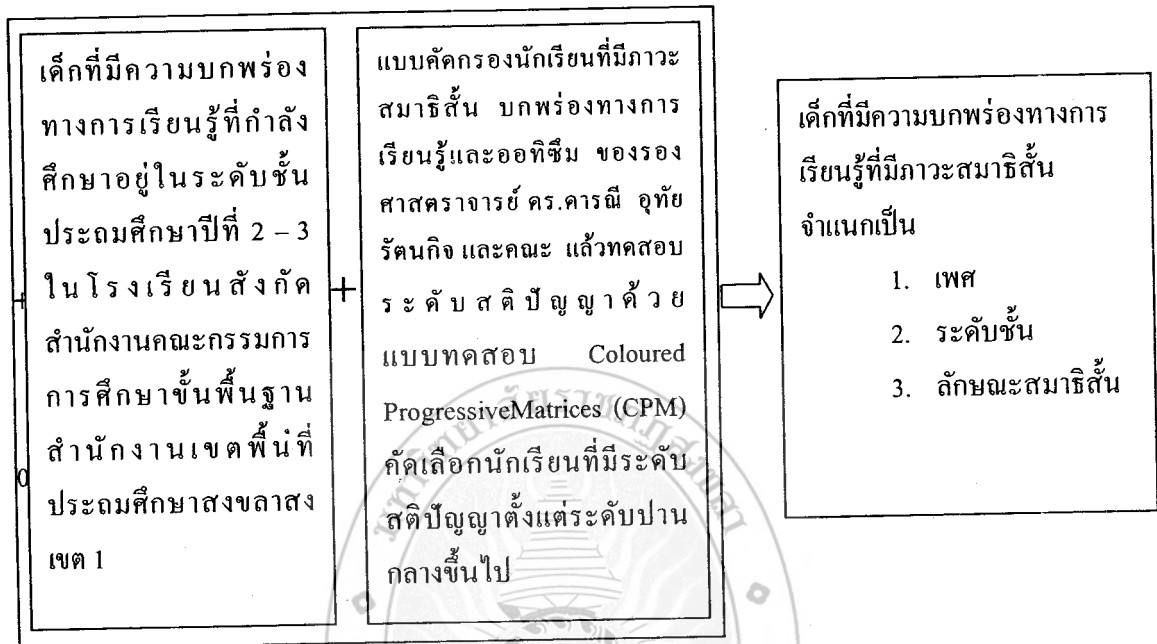 เด็กที่มีความบกพร่อง
ทางการเรียนรู้ที่กำลัง
ศึกษาอยู่ในระดับชั้น
ประถมศึกษาปีที่ 2 – 3
ในโรงเรียนสังกัด
สำนักงานคณะกรรมการ
การศึกษาขั้นพื้นฐาน
สำนักงานเขตพื้นที่
ประถมศึกษาสงขลาสง
เขต 1
+
แบบคัดกรองนักเรียนที่มีภาวะ
สมาธิสั้น บกพร่องทางการ
เรียนรู้และออทิซึม ของรอง
ศาสตราจารย์ ดร.ดารณี อุทัย
รัตนกิจ และคณะ แล้วทดสอบ
ระดับสติปัญญาด้วย
แบบทดสอบ Coloured
ProgressiveMatrices (CPM)
คัดเลือกนักเรียนที่มีระดับ
สติปัญญาตั้งแต่ระดับปาน
กลางขึ้นไป
เด็กที่มีความบกพร่องทางการ
เรียนรู้ที่มีภาวะสมาธิสั้น
จำแนกเป็น
1. เพศ
2. ระดับชั้น
3. ลักษณะสมาธิสั้น